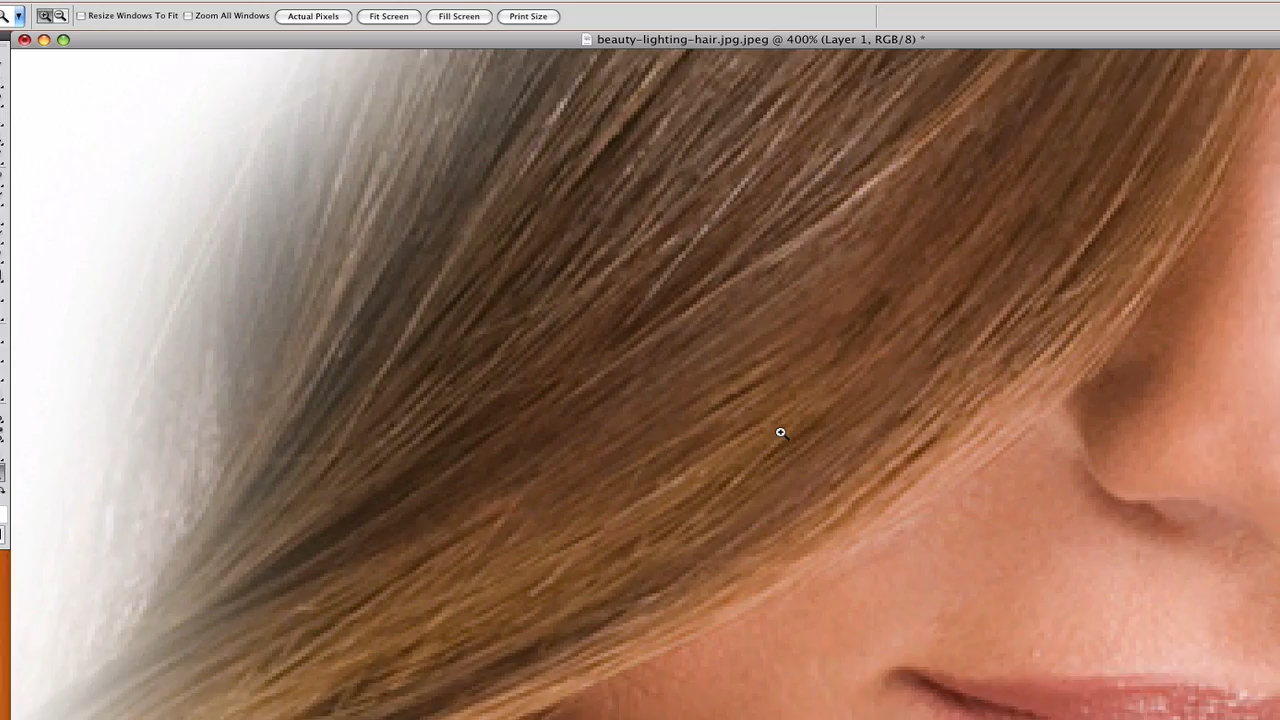 Resize Windows To Fit Zoom All Windows Actual Pixels Fit Screen Fill Screen Print Size
beauty-lighting-hair.jpg.jpeg @ 400% (Layer 1, RGB/8) *